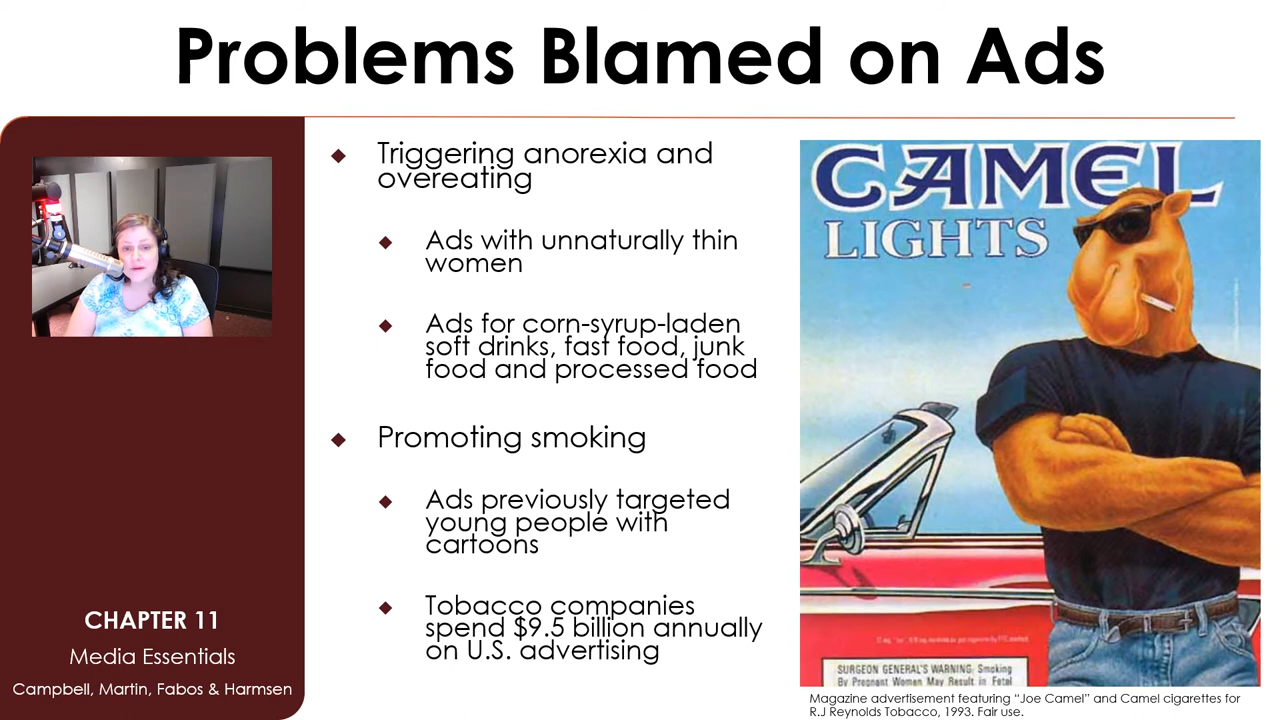 Problems Blamed on Ads
Triggering anorexia and
overeating
Ads with unnaturally thin
women
Ads for corn-syrup-laden
soft drinks, fast food, junk
food and processed food
Promoting smoking
Ads previously targeted
young people with
cartoons
Tobacco companies
spend $9.5 billion annually
on U.S. advertising
CHAPTER 11
Media Essentials
Campbell, Martin, Fabos & Harmsen
CAMEL
LIGHTS
SURGEON GENERAL'S WARNING: Smoking
By Pregnant Women May Result in Fetal
Magazine advertisement featuring “Joe Camel” and Camel cigarettes for
R.J Reynolds Tobacco, 1993. Fair use.